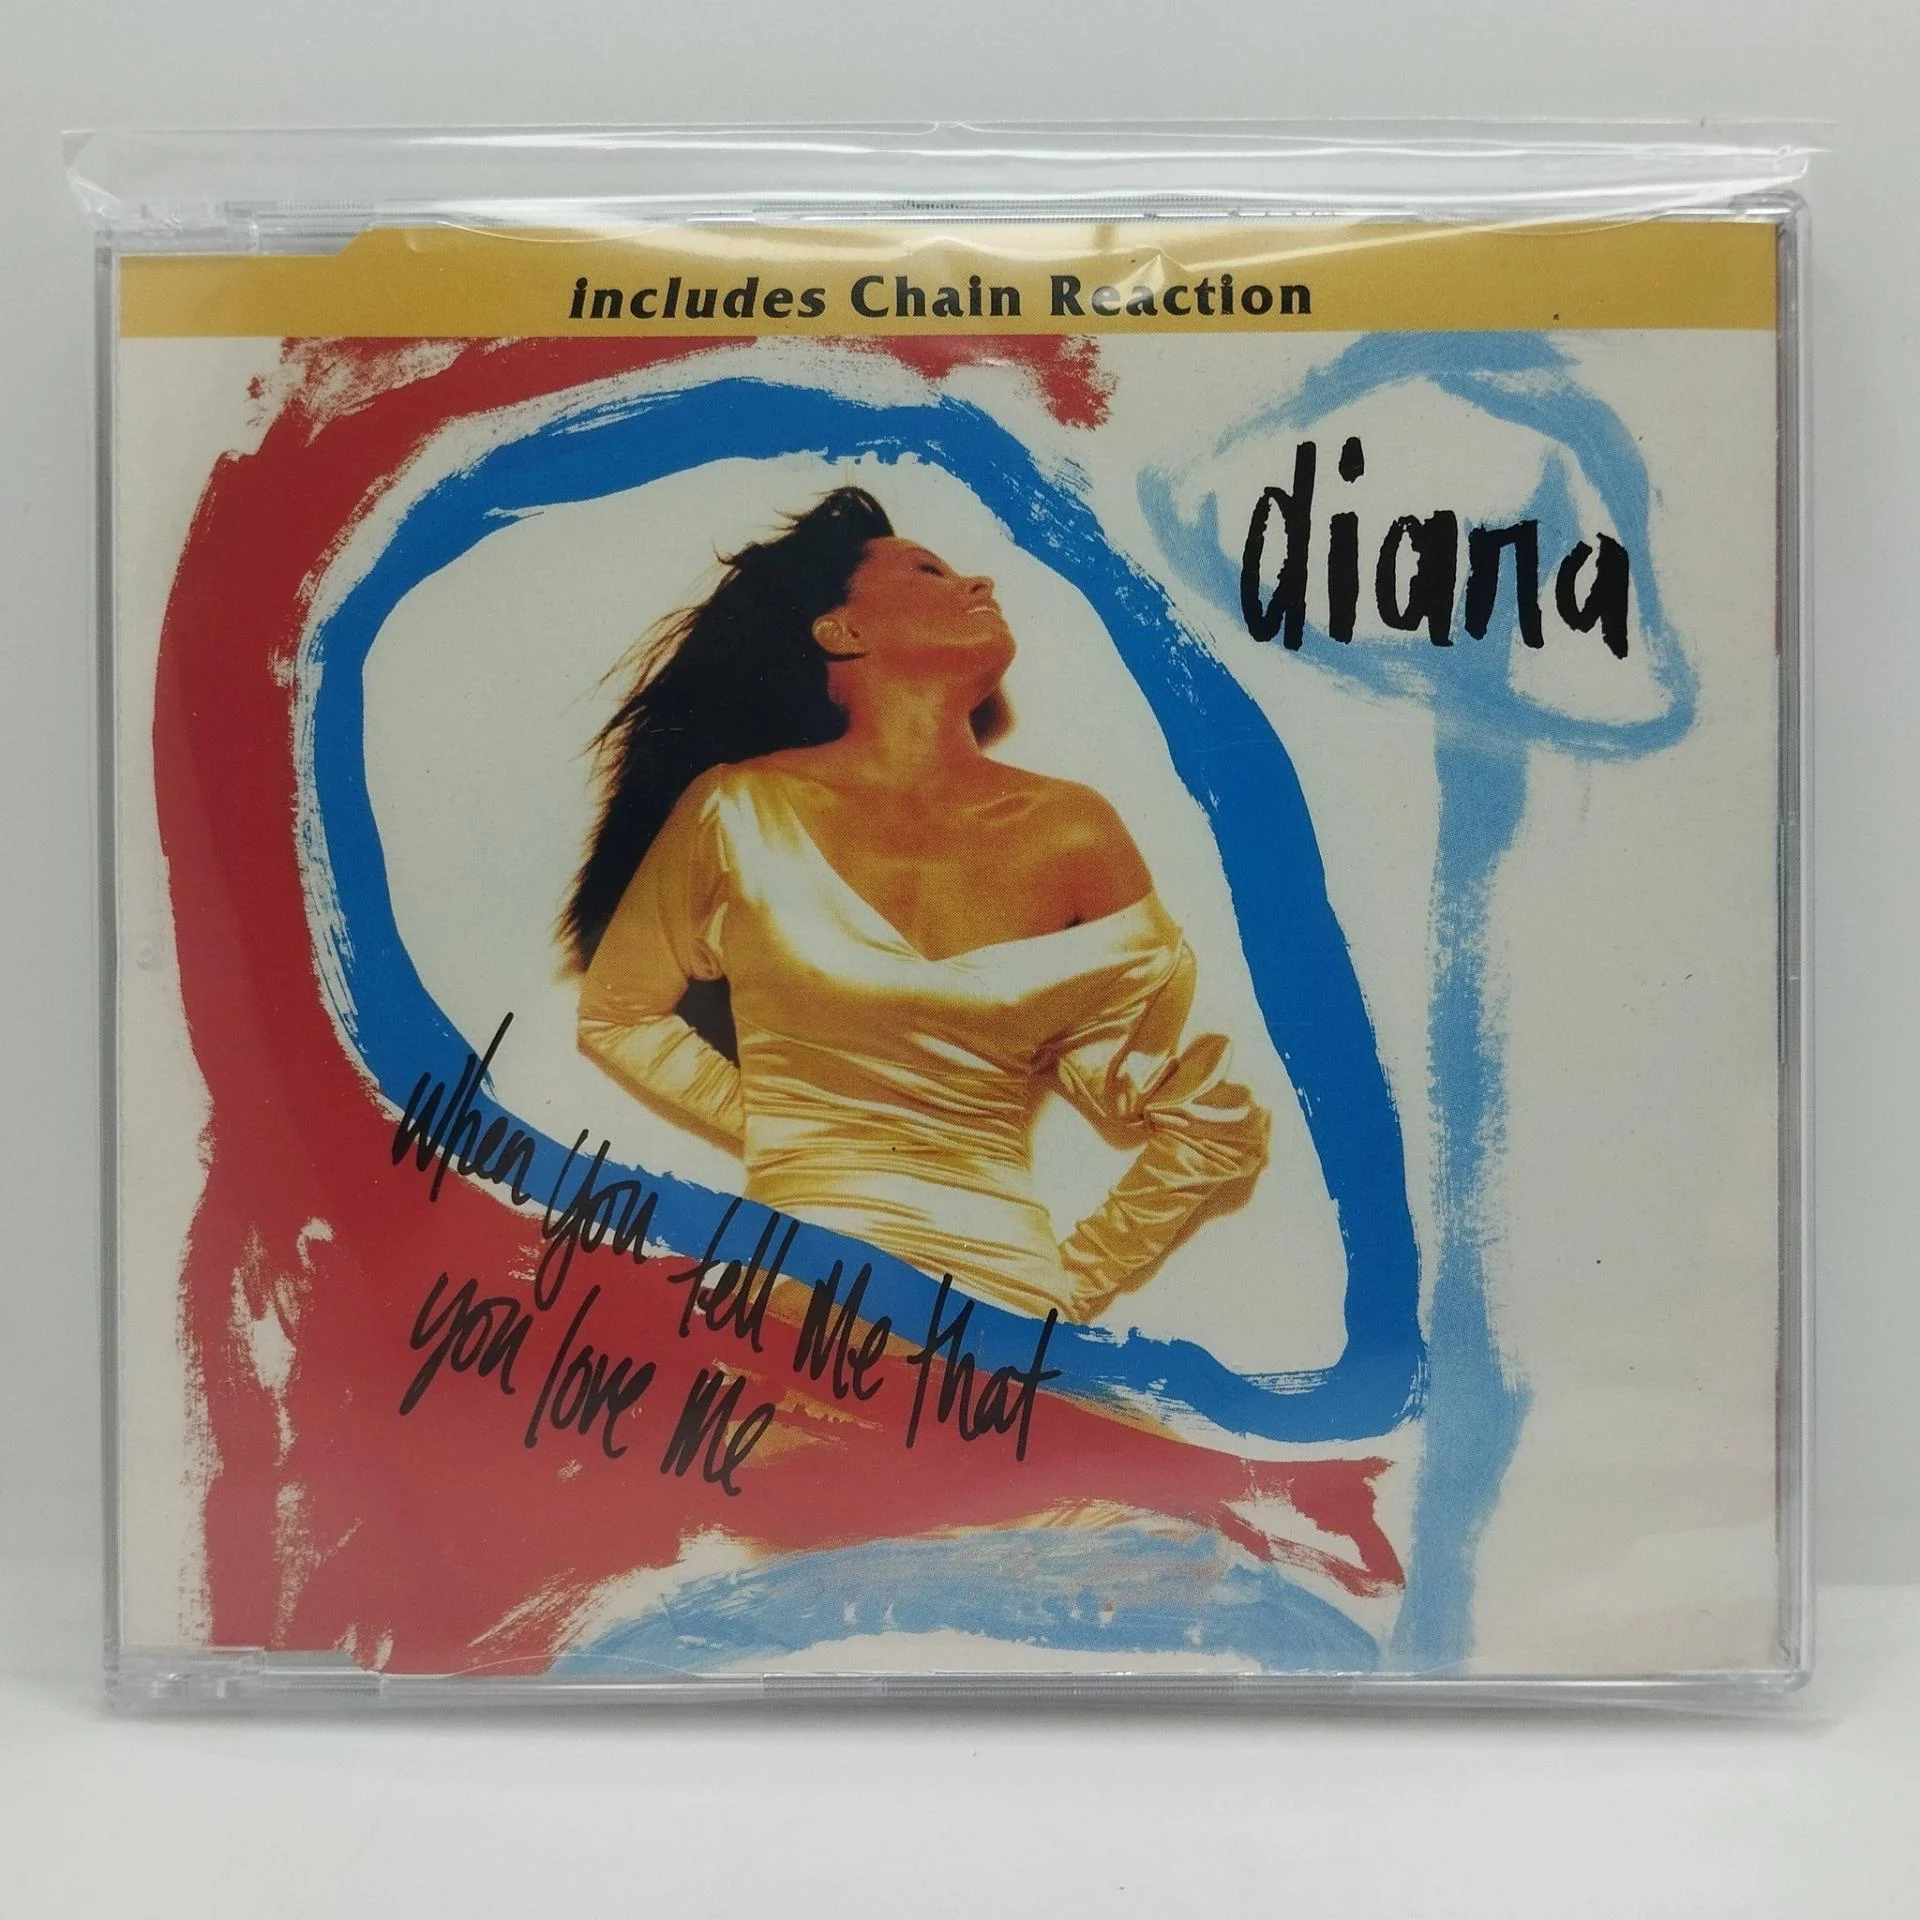 includes Chain Reaction
diana
When you tell Me that
you love Me